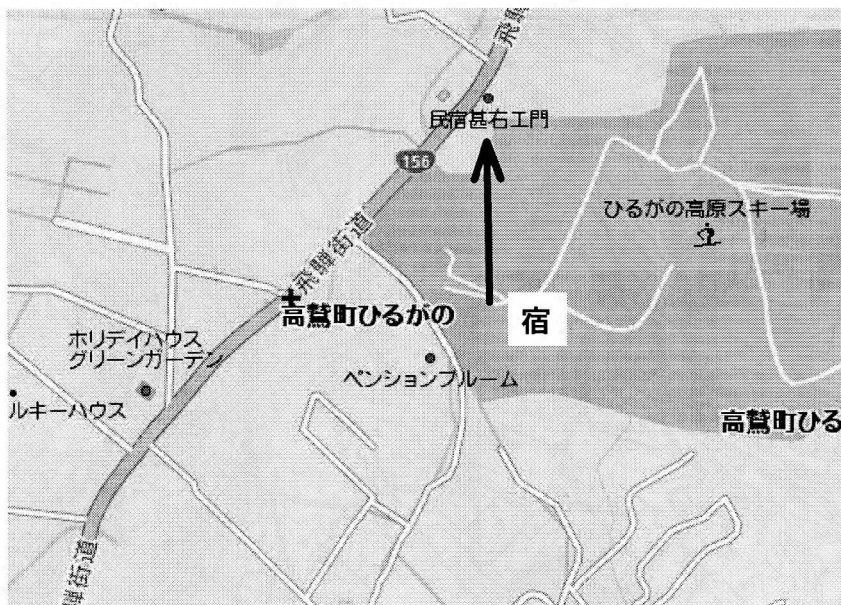 飛騨街
民宿甚右エ門
156
ひるがの高原スキー場
飛騨街道
高鷲町ひるがの
宿
ホリデイハウス
グリーンガーデン
ペンションブルーム
ルキーハウス
高鷲町ひる
騨街道